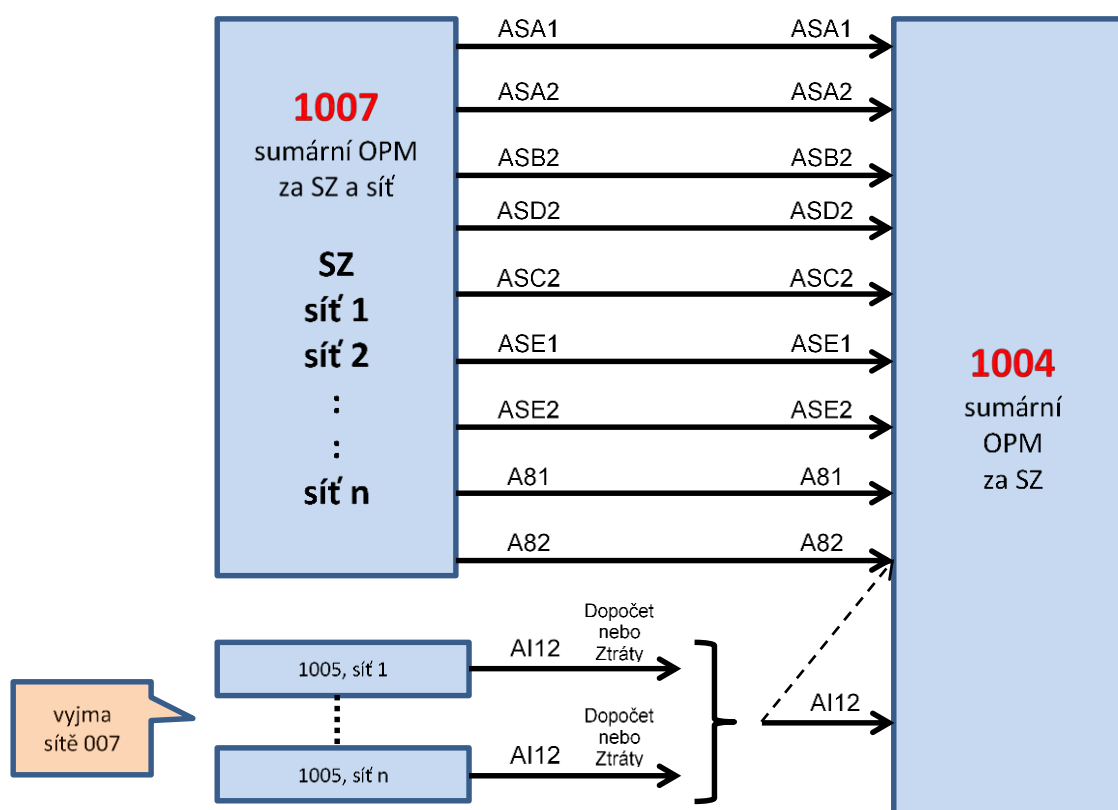 1007
sumární OPM
za SZ a síť
SZ
síť 1
síť 2
:
:
síť n
ASA1 ASA1
ASA2 ASA2
ASB2 ASB2
ASD2 ASD2
ASC2 ASC2
ASE1 ASE1
ASE2 ASE2
A81 A81
A82 A82
1004
sumární
OPM
za SZ
1005, síť 1
AI12
Dopočet
nebo
Ztráty
AI12
vyjma
sítě 007
1005, síť n
AI12
Dopočet
nebo
Ztráty